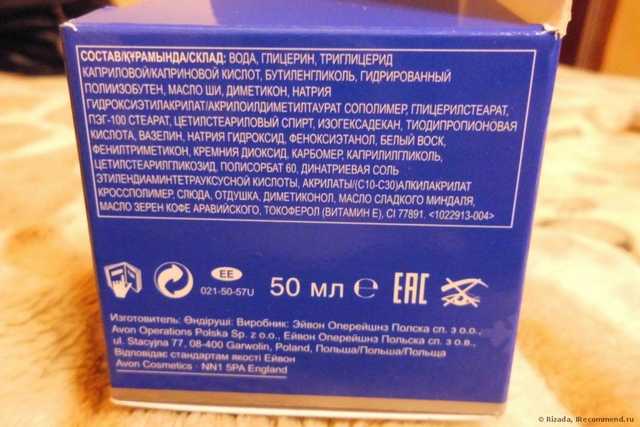 СОСТАВ/ҚҰРАМЫНДА/СКЛАД: ВОДА, ГЛИЦЕРИН, ТРИГЛИЦЕРИД
КАПРИЛОВОЙ/КАПРИНОВОЙ КИСЛОТ, БУТИЛЕНГЛИКОЛЬ, ГИДРИРОВАННЫЙ
ПОЛИИЗОБУТЕН, МАСЛО ШИ, ДИМЕТИКОН, НАТРИЯ
ГИДРОКСИЭТИЛАКРИЛАТ/АКРИЛОИЛДИМЕТИЛТАУРАТ СОПОЛИМЕР, ГЛИЦЕРИЛСТЕАРАТ,
ПЭГ-100 СТЕАРАТ, ЦЕТИЛСТЕАРИЛОВЫЙ СПИРТ, ИЗОГЕКСАДЕКАН, ТИОДИПРОПИОНОВАЯ
КИСЛОТА, ВАЗЕЛИН, НАТРИЯ ГИДРОКСИД, ФЕНОКСИЭТАНОЛ, БЕЛЫЙ ВОСК,
ФЕНИЛТРИМЕТИКОН, КРЕМНИЯ ДИОКСИД, КАРБОМЕР, КАПРИЛИЛГЛИКОЛЬ,
ЦЕТИЛСТЕАРИЛГЛИКОЗИД, ПОЛИСОРБАТ 60, ДИНАТРИЕВАЯ СОЛЬ
ЭТИЛЕНДИАМИНТЕТРАУКСУСНОЙ КИСЛОТЫ, АКРИЛАТЫ/(C10-C30)АЛКИЛАКРИЛАТ
КРОССПОЛИМЕР, СЛЮДА, ОТДУШКА, ДИМЕТИКОНОЛ, МАСЛО СЛАДКОГО МИНДАЛЯ,
МАСЛО ЗЕРЕН КОФЕ АРАВИЙСКОГО, ТОКОФЕРОЛ (ВИТАМИН Е), CI 77891. <1022913-004>
EE
021-50-57U 50 мл ℮ EAC
Изготовитель: Өндіруші: Виробник: Эйвон Оперейшнз Полска сп. з о.о.,
Avon Operations Polska Sp. z o.o., Ейвон Оперейшнз Полска сп. з о.в.,
ul. Stacyjna 77, 08-400 Garwolin, Poland, Польша/Польша/Польща
Відповідає стандартам якості Ейвон
Avon Cosmetics · NN1 5PA England
© Rizada, IRecommend.ru